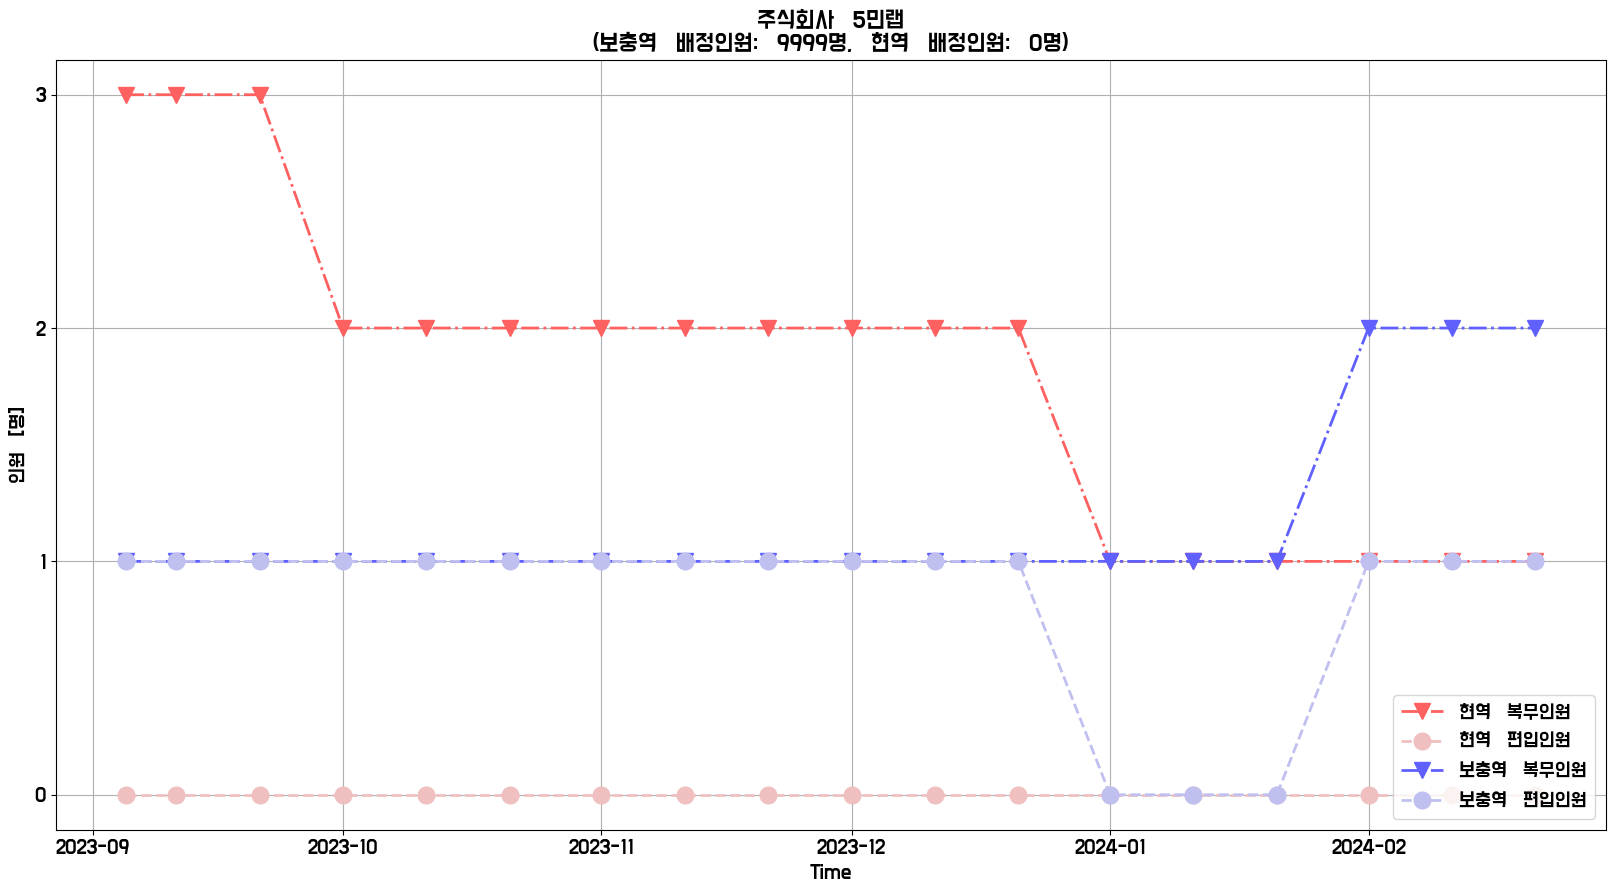 주식회사 5민랩
(보충역 배정인원: 9999명, 현역 배정인원: 0명)
3
2
1
0
인원 [명]
2023-09 2023-10 2023-11 2023-12 2024-01 2024-02
Time
현역 복무인원
현역 편입인원
보충역 복무인원
보충역 편입인원